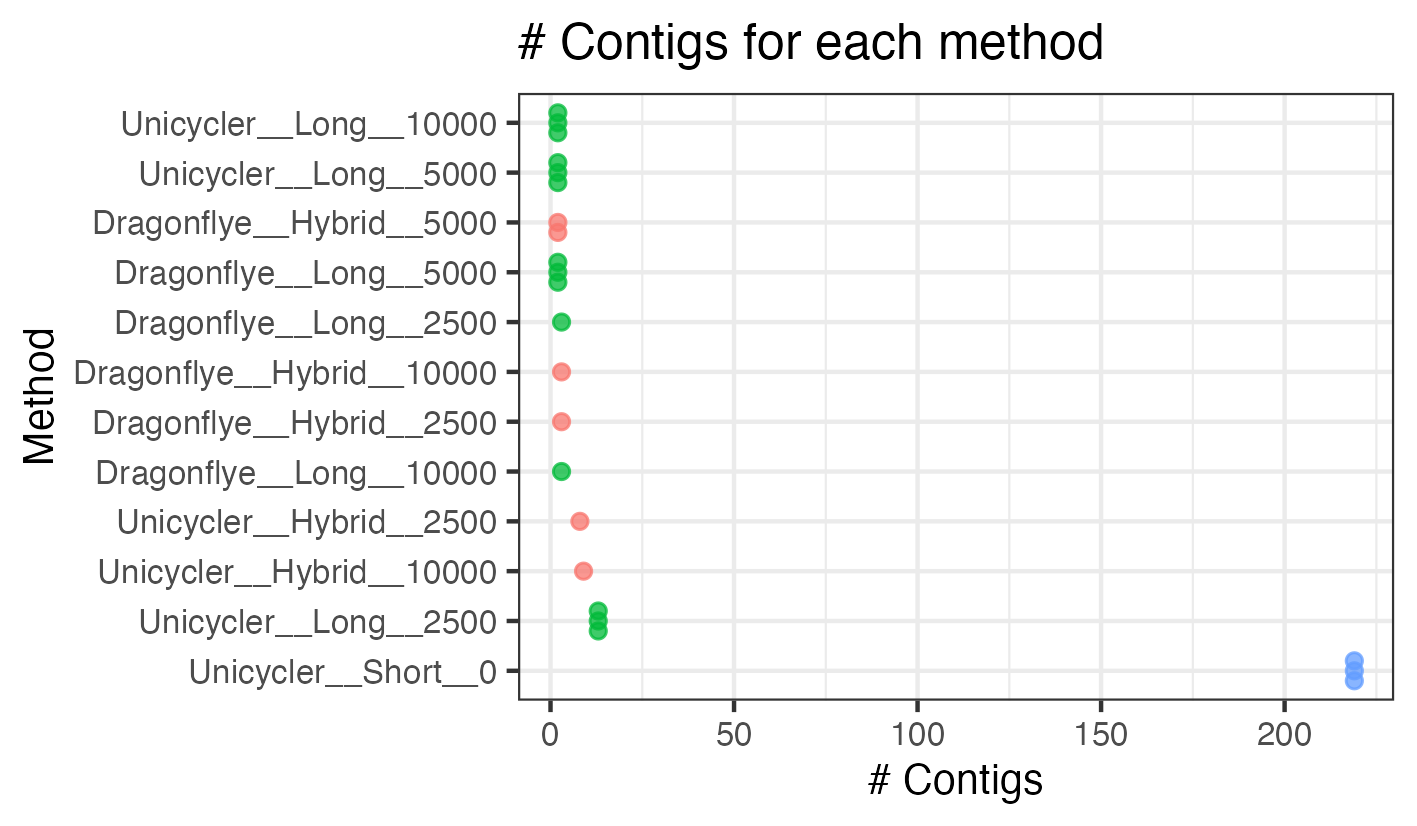 # Contigs for each method
Method
Unicycler__Long__10000
Unicycler__Long__5000
Dragonflye__Hybrid__5000
Dragonflye__Long__5000
Dragonflye__Long__2500
Dragonflye__Hybrid__10000
Dragonflye__Hybrid__2500
Dragonflye__Long__10000
Unicycler__Hybrid__2500
Unicycler__Hybrid__10000
Unicycler__Long__2500
Unicycler__Short__0
0 50 100 150 200
# Contigs